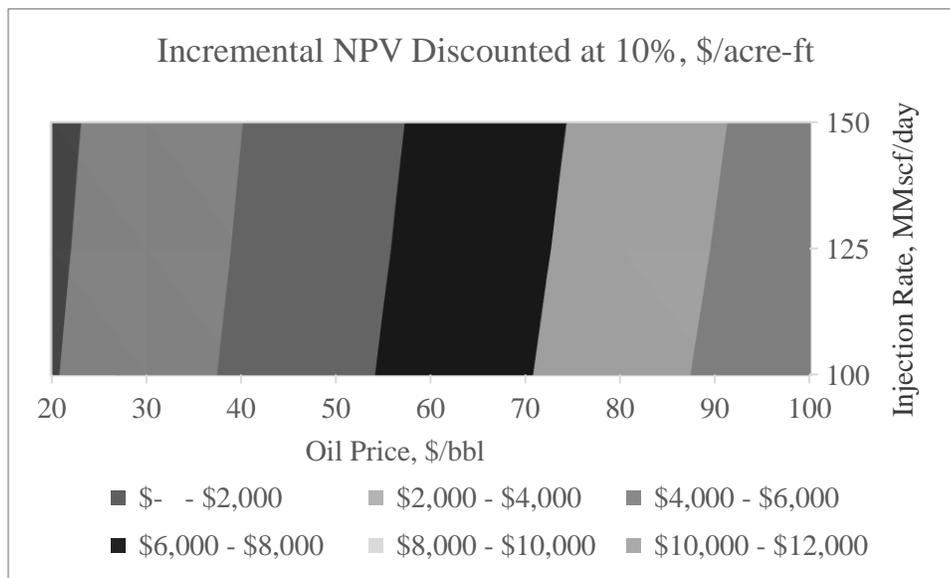 Incremental NPV Discounted at 10%, $/acre-ft
150
125
100
Injection Rate, MMscf/day
20 30 40 50 60 70 80 90 100
Oil Price, $/bbl
$- - $2,000 $2,000 - $4,000 $4,000 - $6,000
$6,000 - $8,000 $8,000 - $10,000 $10,000 - $12,000